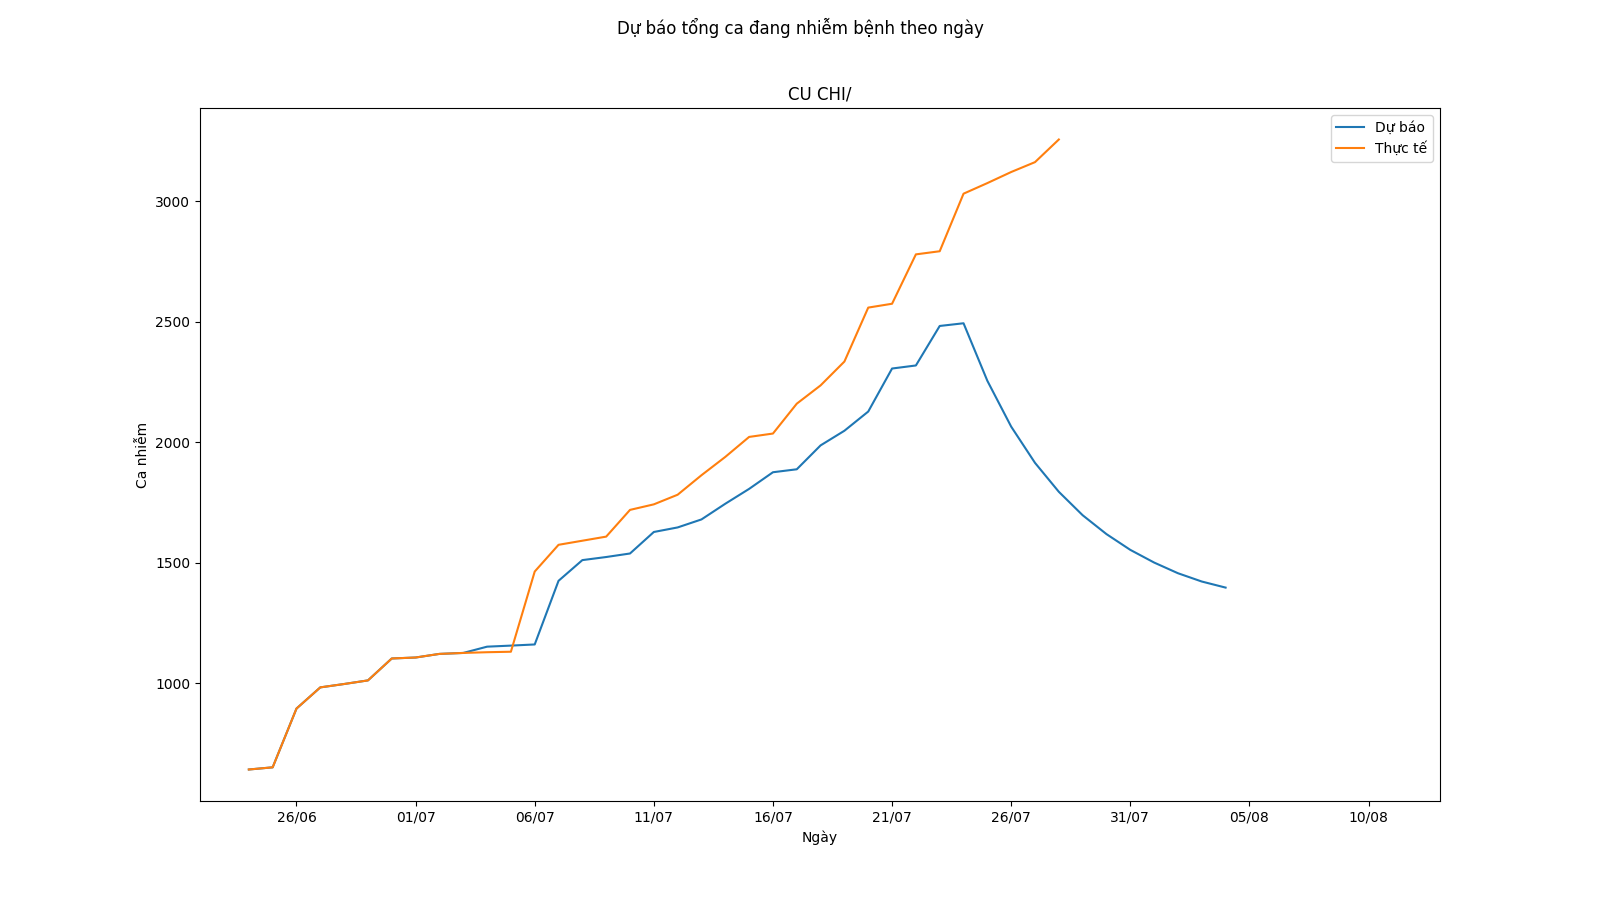 Dự báo tổng ca đang nhiễm bệnh theo ngày
CU CHI/
Dự báo
Thực tế
3000
2500
2000
1500
1000
Ca nhiễm
26/06 01/07 06/07 11/07 16/07 21/07 26/07 31/07 05/08 10/08
Ngày